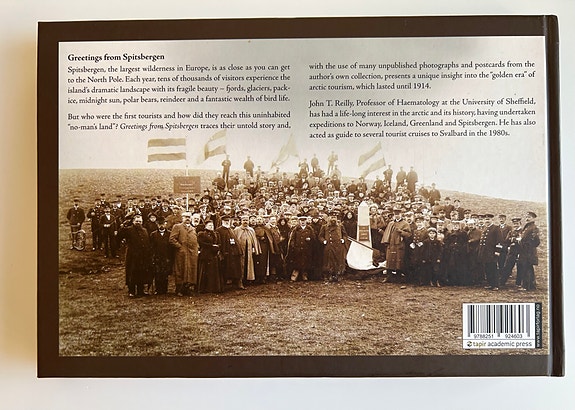 Greetings from Spitsbergen
Spitsbergen, the largest wilderness in Europe, is as close as you can get
to the North Pole. Each year, tens of thousands of visitors experience the
island's dramatic landscape with its fragile beauty – fjords, glaciers, pack-
ice, midnight sun, polar bears, reindeer and a fantastic wealth of bird life.
But who were the first tourists and how did they reach this uninhabited
"no-man's land"? Greetings from Spitsbergen traces their untold story and,
with the use of many unpublished photographs and postcards from the
author's own collection, presents a unique insight into the "golden era" of
arctic tourism, which lasted until 1914.
John T. Reilly, Professor of Haematology at the University of Sheffield,
has had a life-long interest in the arctic and its history, having undertaken
expeditions to Norway, Iceland, Greenland and Spitsbergen. He has also
acted as guide to several tourist cruises to Svalbard in the 1980s.
9 788251 924603
tapir academic press